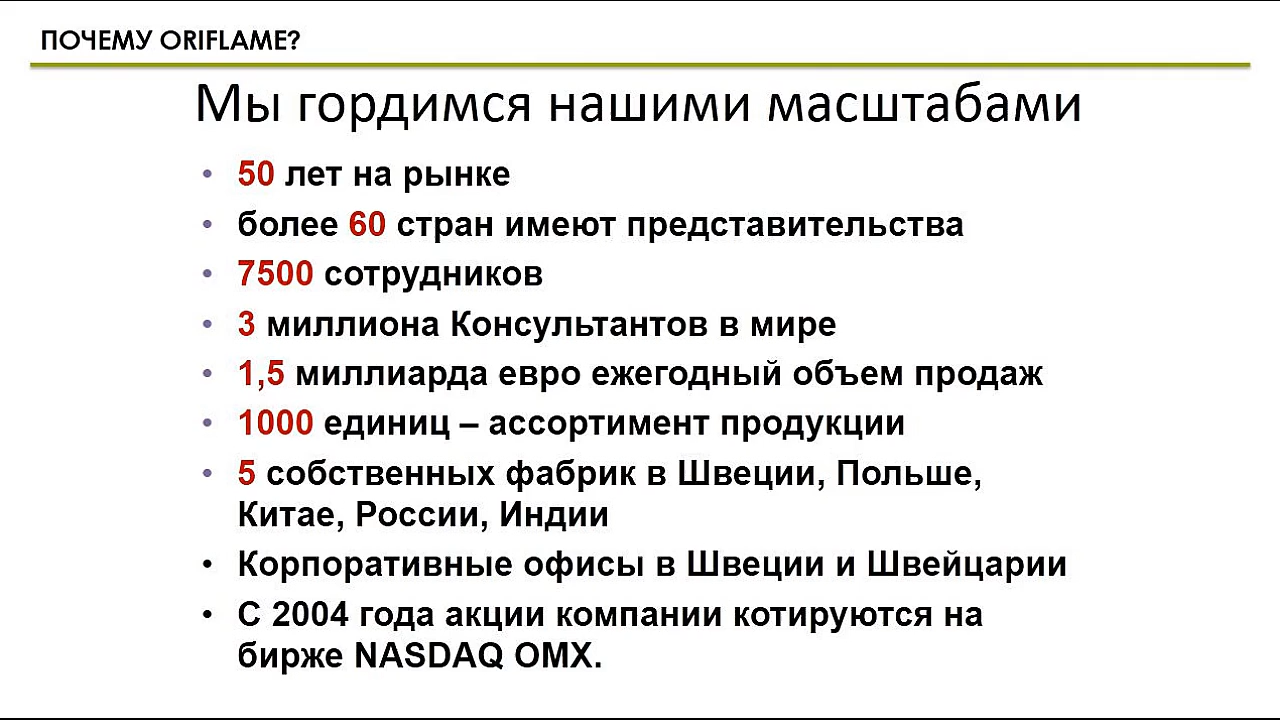 ПОЧЕМУ ORIFLAME?
Мы гордимся нашими масштабами
• 50 лет на рынке
• более 60 стран имеют представительства
• 7500 сотрудников
• 3 миллиона Консультантов в мире
• 1,5 миллиарда евро ежегодный объем продаж
• 1000 единиц – ассортимент продукции
• 5 собственных фабрик в Швеции, Польше,
Китае, России, Индии
• Корпоративные офисы в Швеции и Швейцарии
• С 2004 года акции компании котируются на
бирже NASDAQ OMX.